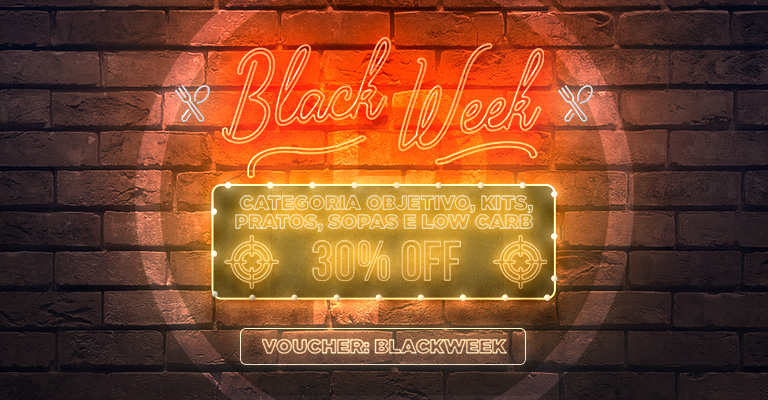 Black Week
CATEGORIA OBJETIVO, KITS,
PRATOS, SOPAS E LOW CARB
30% OFF
VOUCHER: BLACKWEEK